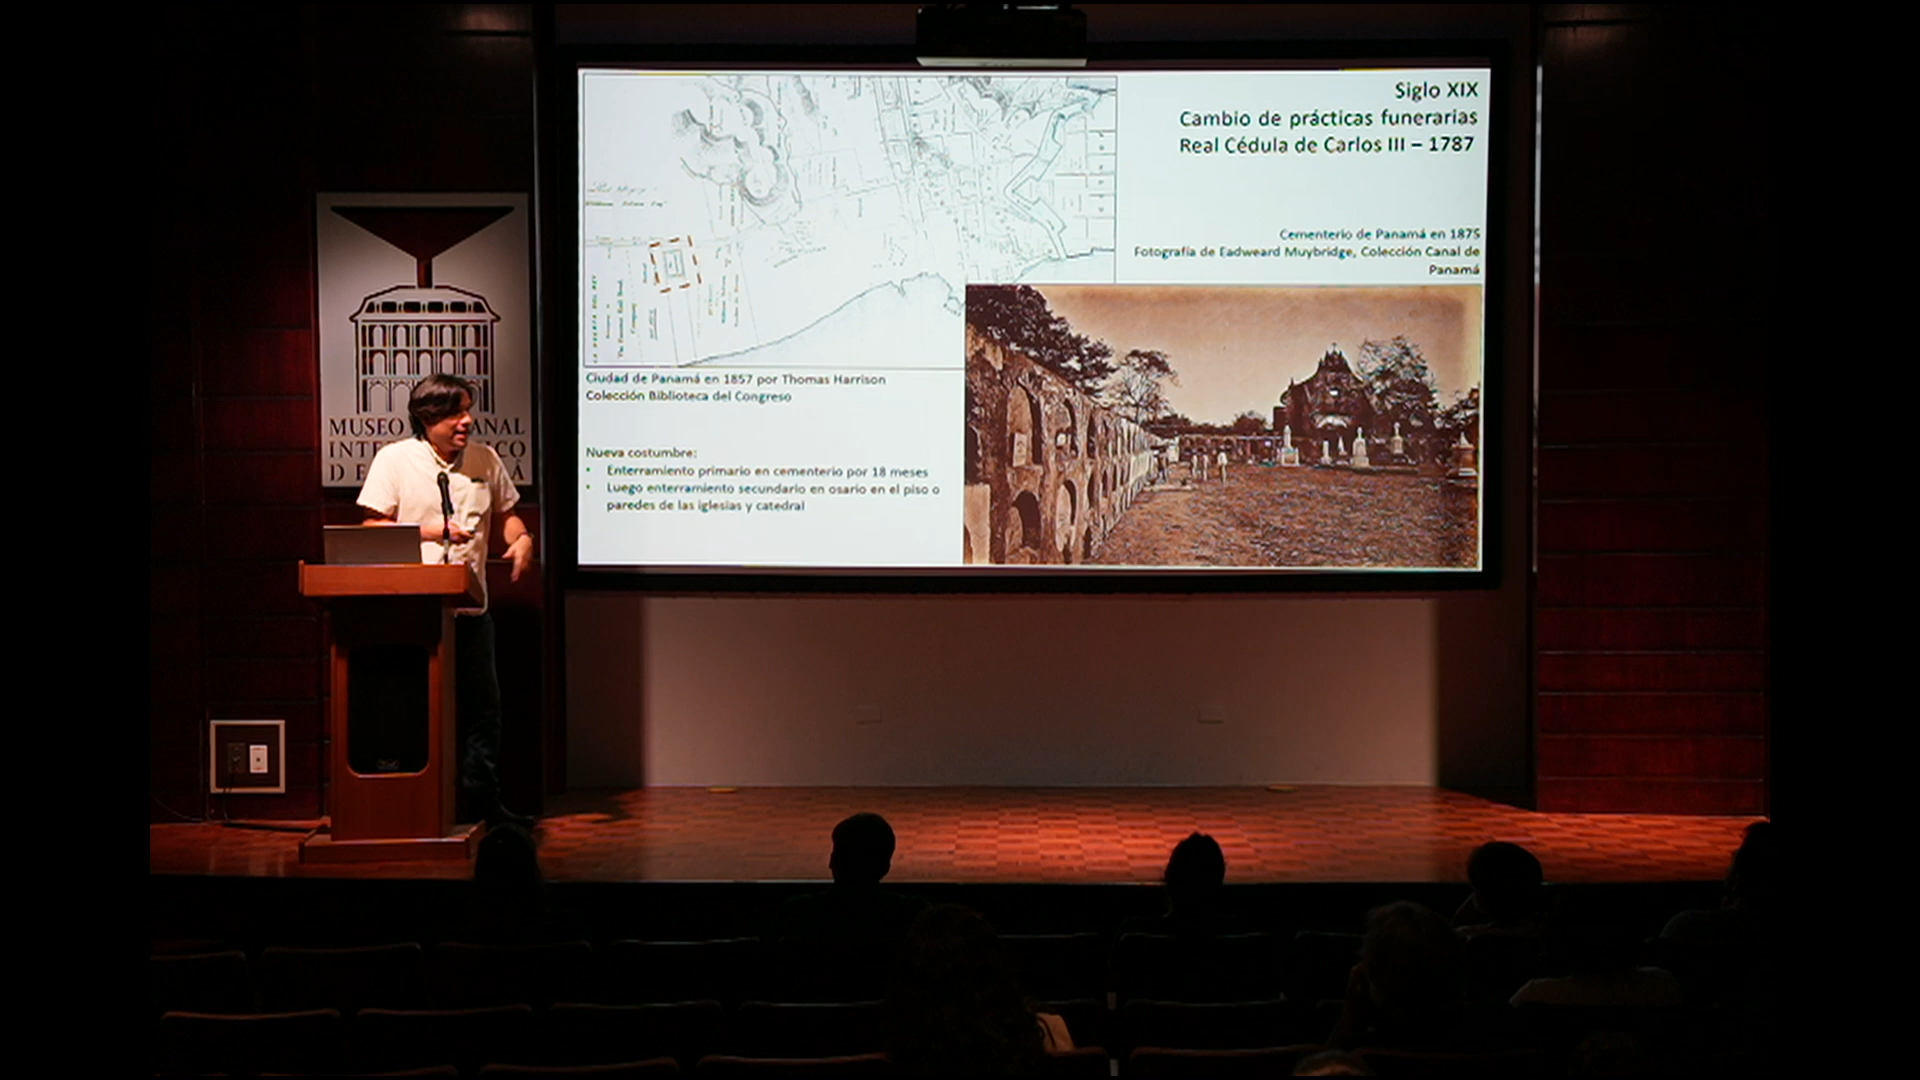 Siglo XIX
Cambio de prácticas funerarias
Real Cédula de Carlos III – 1787
Cementerio de Panamá en 1875
Fotografía de Eadweard Muybridge, Colección Canal de
Panamá
Ciudad de Panamá en 1857 por Thomas Harrison
Colección Biblioteca del Congreso
Nueva costumbre:
• Enterramiento primario en cementerio por 18 meses
• Luego enterramiento secundario en osario en el piso o
paredes de las iglesias y catedral
MUSEO